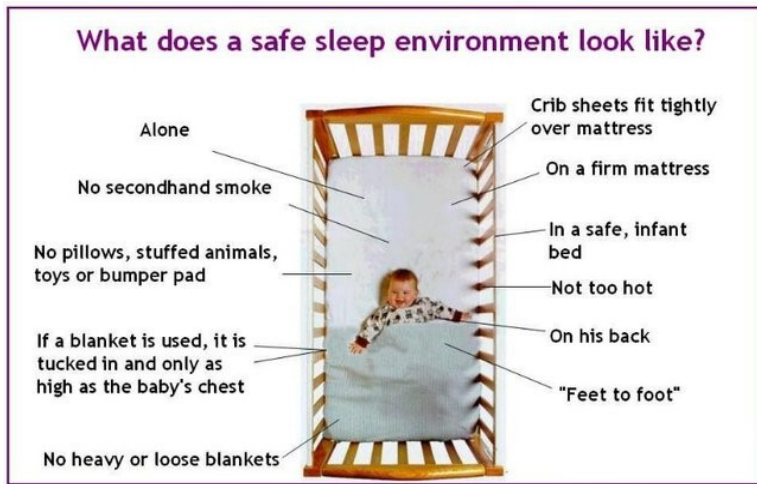 What does a safe sleep environment look like?
Alone
No secondhand smoke
No pillows, stuffed animals,
toys or bumper pad
If a blanket is used, it is
tucked in and only as
high as the baby's chest
No heavy or loose blankets
Crib sheets fit tightly
over mattress
On a firm mattress
In a safe, infant
bed
Not too hot
On his back
"Feet to foot"